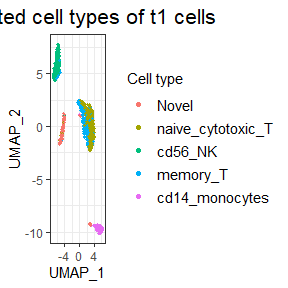 ted cell types of t1 cells
Cell type
Novel
naive_cytotoxic_T
cd56_NK
memory_T
cd14_monocytes
UMAP_2
5
0
-5
-10
-4 0 4
UMAP_1